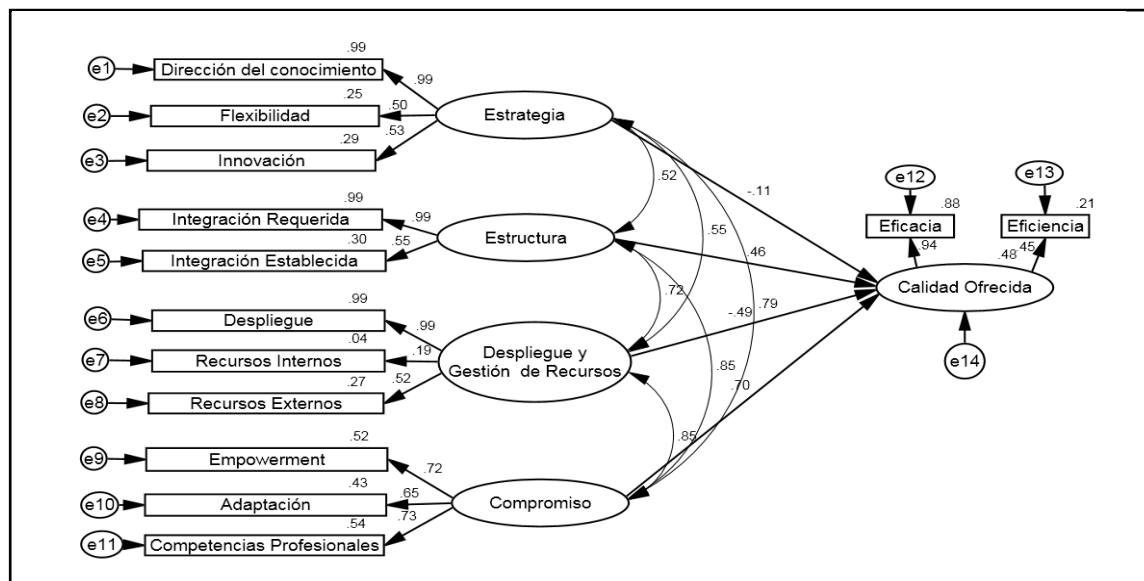 .99
e1
Dirección del conocimiento
.99
.25
e2
Flexibilidad
.50
Estrategia
.53
.29
e3
Innovación
.52
-.11
e12
e13
.99
e4
Integración Requerida
.99
.88
.21
Eficacia
Eficiencia
Estructura
.30
.55
.55
.46
.94
.48
.45
e5
Integración Establecida
Calidad Ofrecida
.99
.72
-.49
.79
e6
Despliegue
.99
.04
e7
Recursos Internos
.19
Despliegue y
Gestión de Recursos
e14
.85
.70
.27
.52
e8
Recursos Externos
.52
.85
e9
Empowerment
.72
.43
e10
Adaptación
.65
Compromiso
.73
.54
e11
Competencias Profesionales